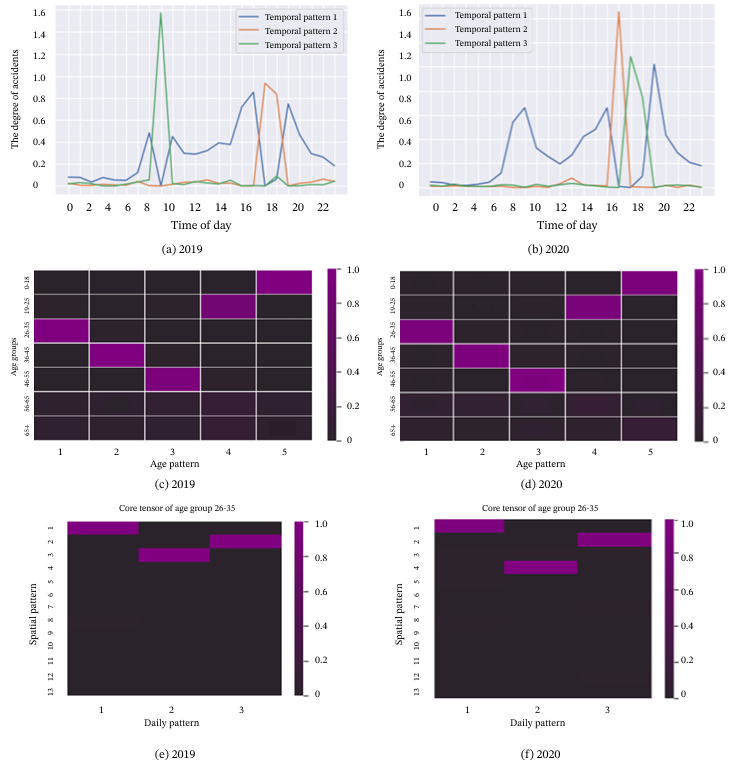 1.6
1.4
1.2
1.0
0.8
0.6
0.4
0.2
0
The degree of accidents
Temporal pattern 1
Temporal pattern 2
Temporal pattern 3
0 2 4 6 8 10 12 14 16 18 20 22
Time of day
(a) 2019
1.6
1.4
1.2
1.0
0.8
0.6
0.4
0.2
0
The degree of accidents
Temporal pattern 1
Temporal pattern 2
Temporal pattern 3
0 2 4 6 8 10 12 14 16 18 20 22
Time of day
(b) 2020
Age groups
0-18
19-25
26-35
36-45
46-55
56-65
65+
1 2 3 4 5
Age pattern
1.0
0.8
0.6
0.4
0.2
0
(c) 2019
Age groups
0-18
19-25
26-35
36-45
46-55
56-65
65+
1 2 3 4 5
Age pattern
1.0
0.8
0.6
0.4
0.2
0
(d) 2020
Core tensor of age group 26-35
Spatial pattern
1
2
3
4
5
6
7
8
9
10
11
12
13
1 2 3
Daily pattern
1.0
0.8
0.6
0.4
0.2
0
(e) 2019
Core tensor of age group 26-35
Spatial pattern
1
2
3
4
5
6
7
8
9
10
11
12
13
1 2 3
Daily pattern
1.0
0.8
0.6
0.4
0.2
0
(f) 2020